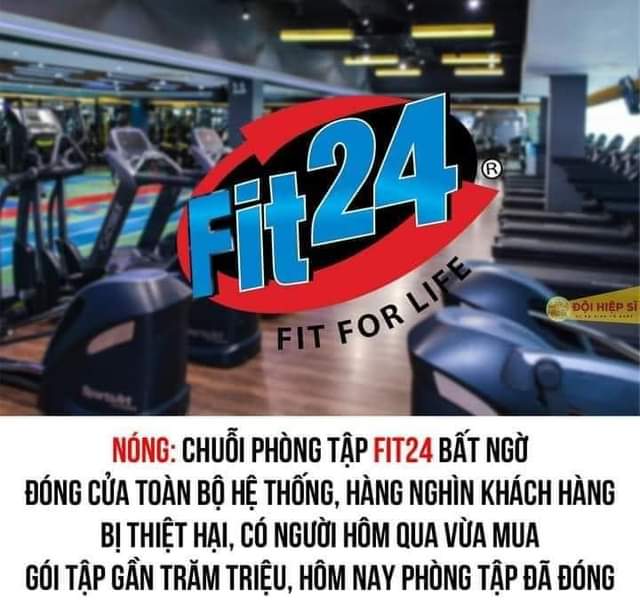 Fit24
®
FIT FOR LIFE
ĐỘI HIỆP SĨ
NÓNG: CHUỖI PHÒNG TẬP FIT24 BẤT NGỜ
ĐÓNG CỬA TOÀN BỘ HỆ THỐNG, HÀNG NGHÌN KHÁCH HÀNG
BỊ THIỆT HẠI, CÓ NGƯỜI HÔM QUA VỪA MUA
GÓI TẬP GẦN TRĂM TRIỆU, HÔM NAY PHÒNG TẬP ĐÃ ĐÓNG